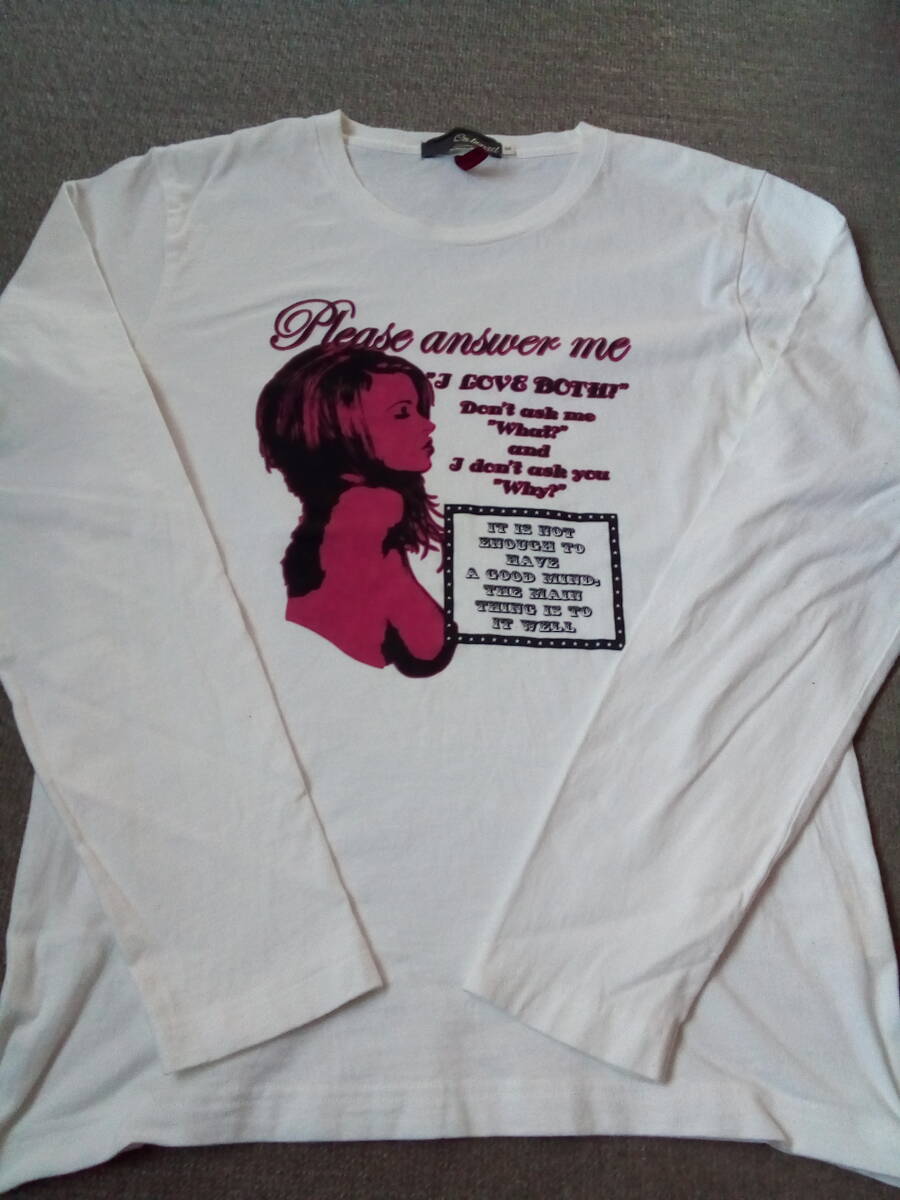 Please answer me
"I LOVE BOTH!"
Don't ask me
"What?"
and
I don't ask you
"Why?"
IT IS NOT
ENOUGH TO
HAVE
A GOOD MIND,
THE MAIN
THING IS TO
IT WELL